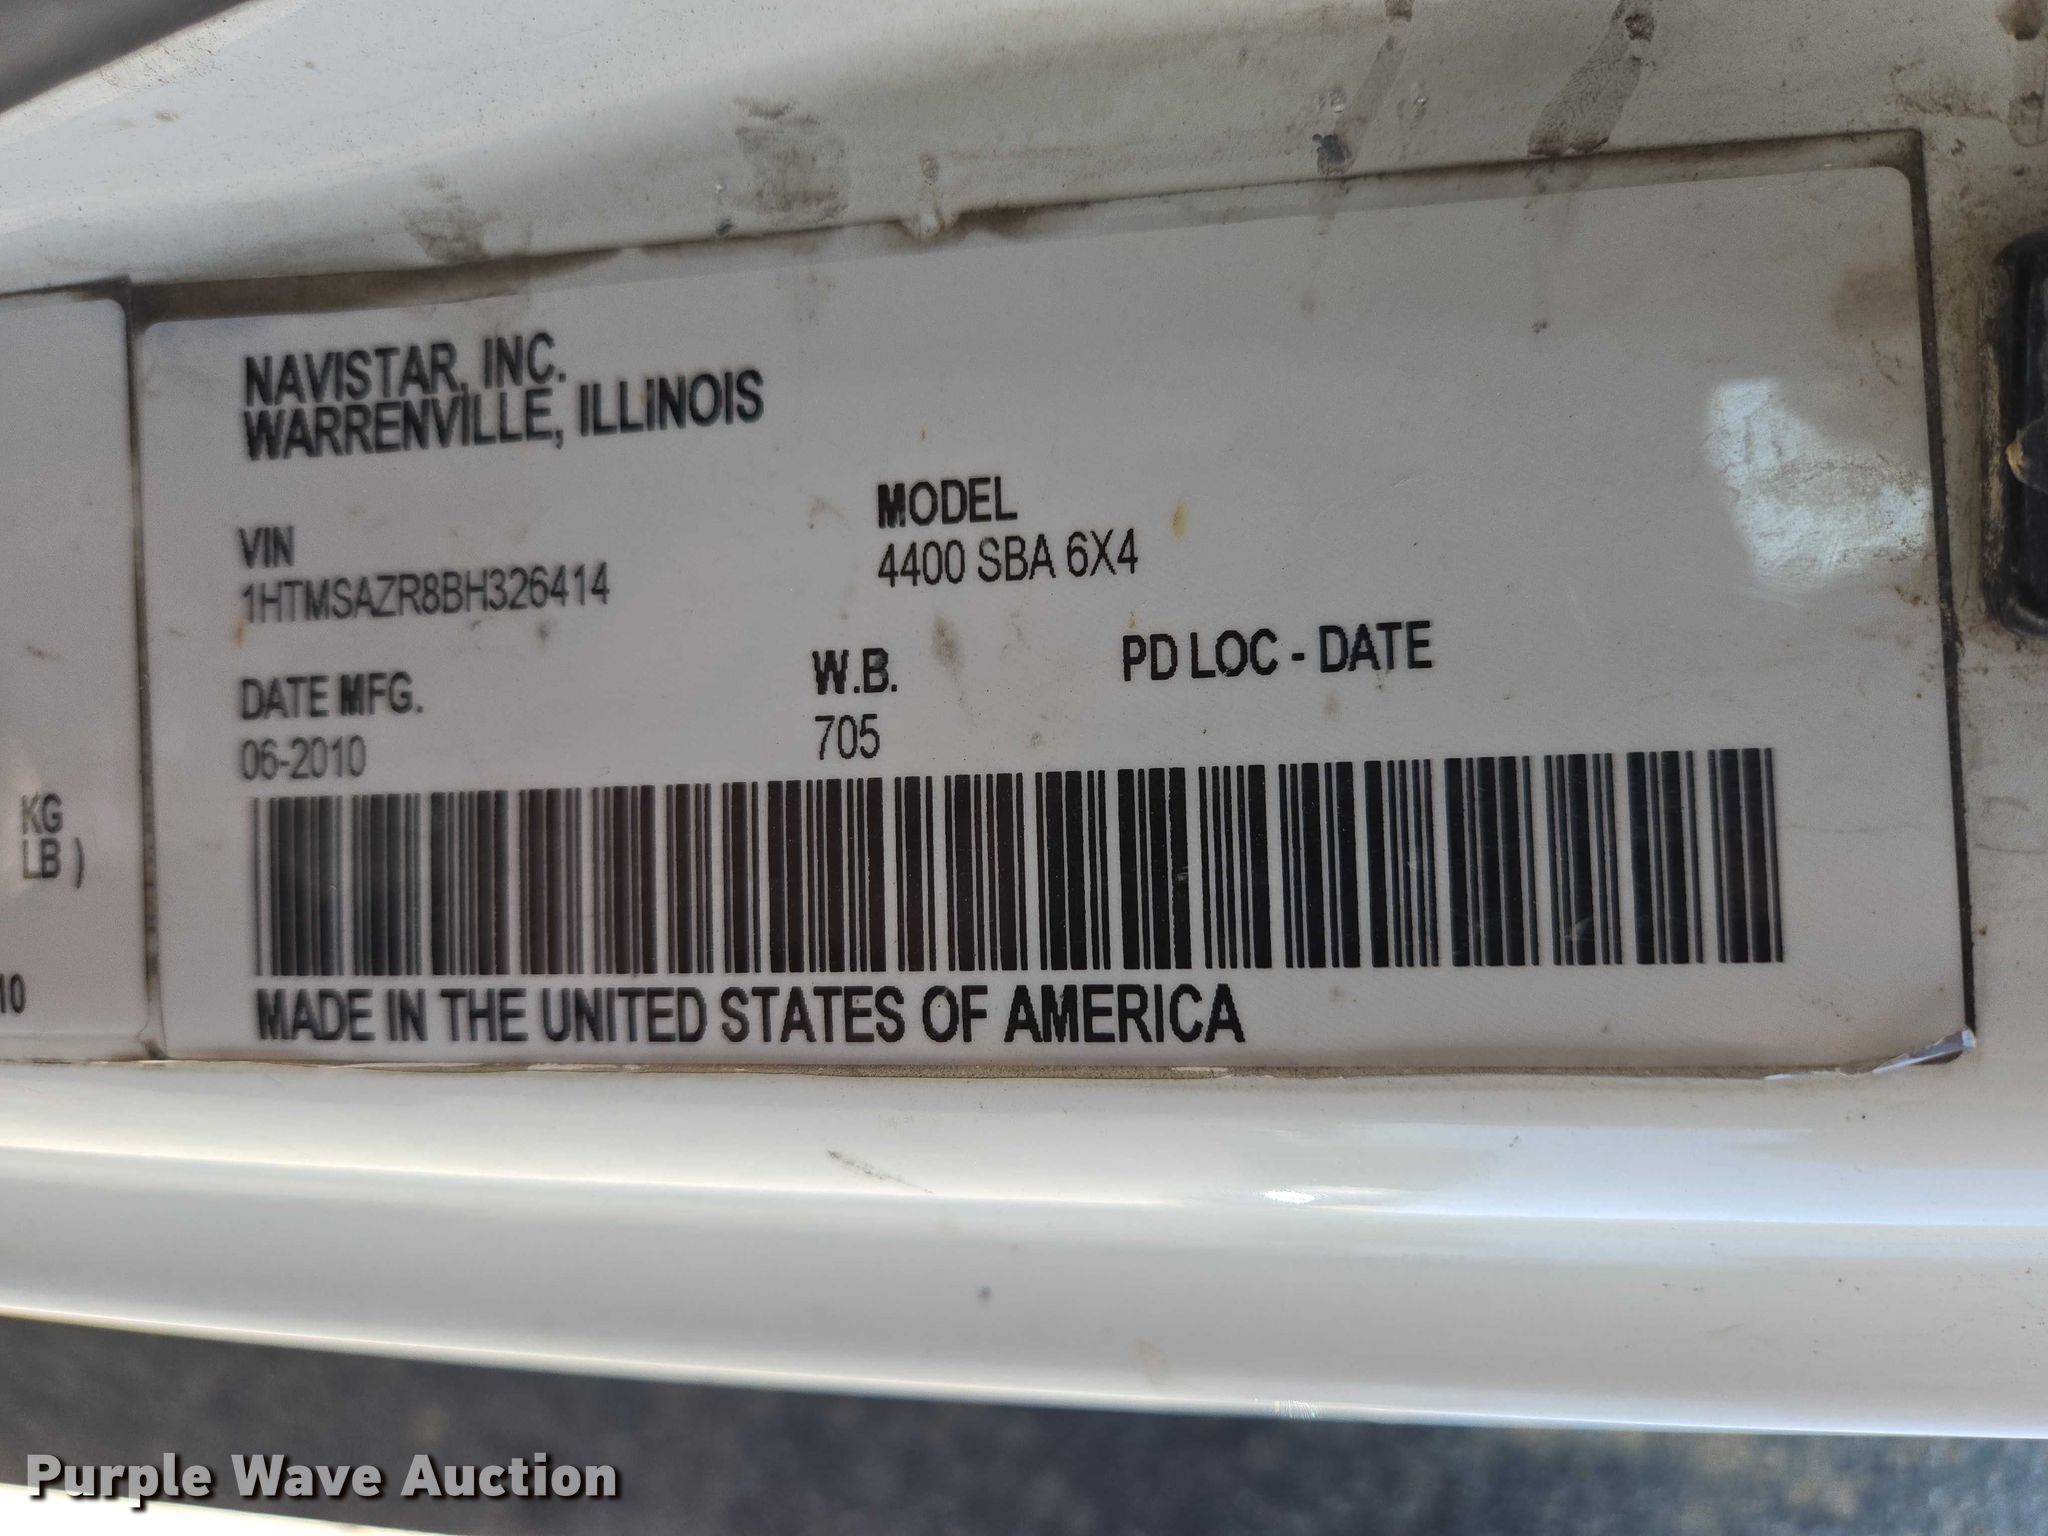 NAVISTAR, INC.
WARRENVILLE, ILLINOIS
VIN
1HTMSAZR8BH326414
MODEL
4400 SBA 6X4
DATE MFG.
06-2010
W.B.
705
PD LOC - DATE
KG
LB )
10
MADE IN THE UNITED STATES OF AMERICA
Purple Wave Auction